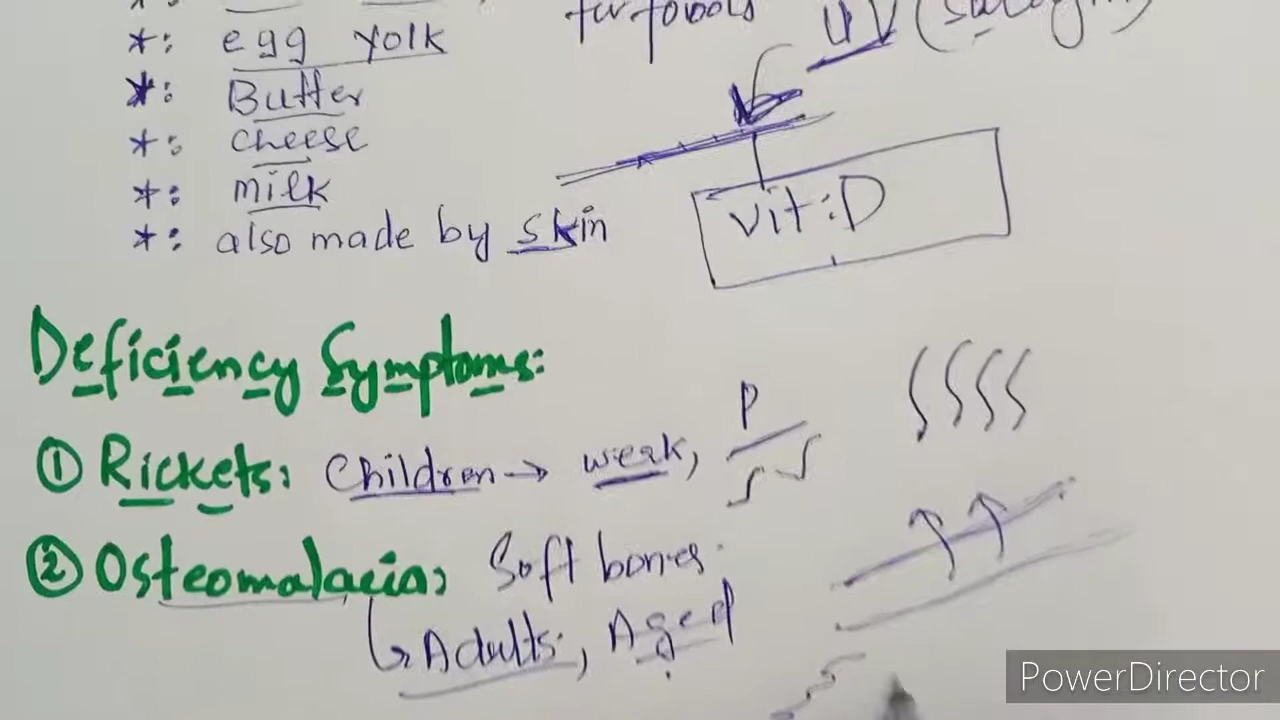 *:
*: egg yolk
*: Butter
*: cheese
*: milk
*: also made by skin
UV (
vit:D
Deficiency Symptoms:
① Rickets: Children → weak, P
② Osteomalacia: Soft bones
↳ Adults, Aged
PowerDirector